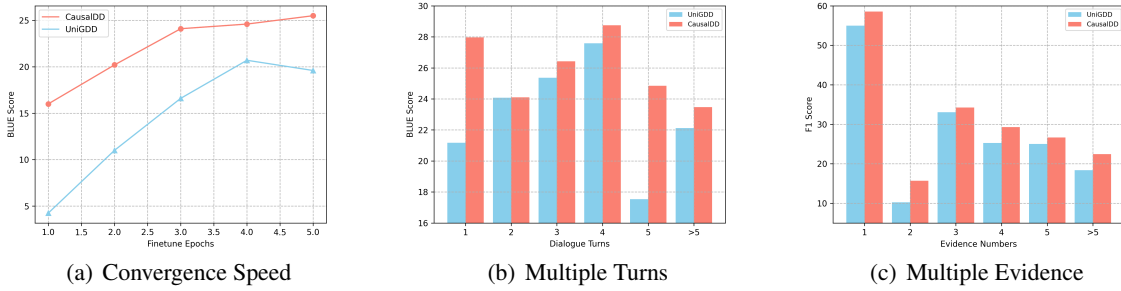 CausalDD
UniGDD
25
20
15
10
5
BLUE Score
1.0 1.5 2.0 2.5 3.0 3.5 4.0 4.5 5.0
Finetune Epochs
(a) Convergence Speed
UniGDD
CausalDD
30
28
26
24
22
20
18
16
BLUE Score
1 2 3 4 5 >5
Dialogue Turns
(b) Multiple Turns
UniGDD
CausalDD
60
50
40
30
20
10
F1 Score
1 2 3 4 5 >5
Evidence Numbers
(c) Multiple Evidence